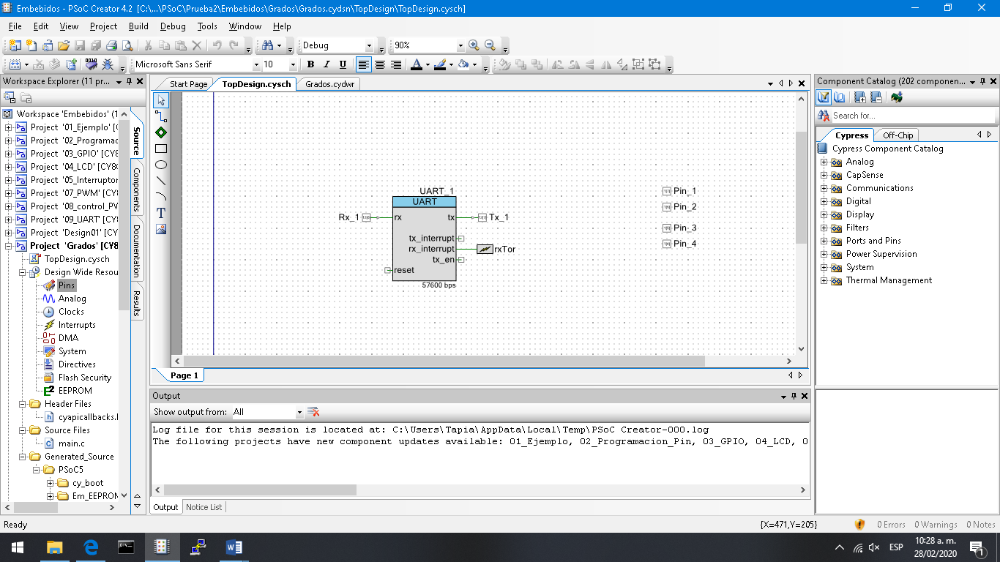 Embebidos - PSoC Creator 4.2 [C:\...\PSoC\Prueba2\Embebidos\Grados\Grados.cydsn\TopDesign\TopDesign.cysch]
File Edit View Project Build Debug Tools Window Help
Debug 90%
Microsoft Sans Serif 10 B I U A
Workspace Explorer (11 pr...
Workspace 'Embebidos' (1
Project '01_Ejemplo' [C
Project '02_Programac
Project '03_GPIO' [CY8
Project '04_LCD' [CY8C
Project '05_Interruptor
Project '07_PWM' [CY8
Project '08_control_PV
Project '09_UART' [CY8
Project 'Design01' [CY8
Project 'Grados' [CY8
TopDesign.cysch
Design Wide Resou
Pins
Analog
Clocks
Interrupts
DMA
System
Directives
Flash Security
EEPROM
Header Files
cyapicallbacks.
Source Files
main.c
Generated_Source
PSoC5
cy_boot
Em_EEPROM
Source
Components
Documentation
Results
Start Page TopDesign.cysch Grados.cydwr
T
UART_1
UART
Rx_1 rx tx Tx_1
tx_interrupt
rx_interrupt rxTor
tx_en
reset
57600 bps
Pin_1
Pin_2
Pin_3
Pin_4
Page 1
Output
Show output from: All
Log file for this session is located at: C:\Users\Tapia\AppData\Local\Temp\PSoC Creator-000.log
The following projects have new component updates available: 01_Ejemplo, 02_Programacion_Pin, 03_GPIO, 04_LCD, 0
Output Notice List
Component Catalog (202 componen...
Search for...
Cypress Off-Chip
Cypress Component Catalog
Analog
CapSense
Communications
Digital
Display
Filters
Ports and Pins
Power Supervision
System
Thermal Management
Ready {X=471,Y=205} 0 Errors 0 Warnings 0 Notes
ESP
10:28 a. m.
28/02/2020
1